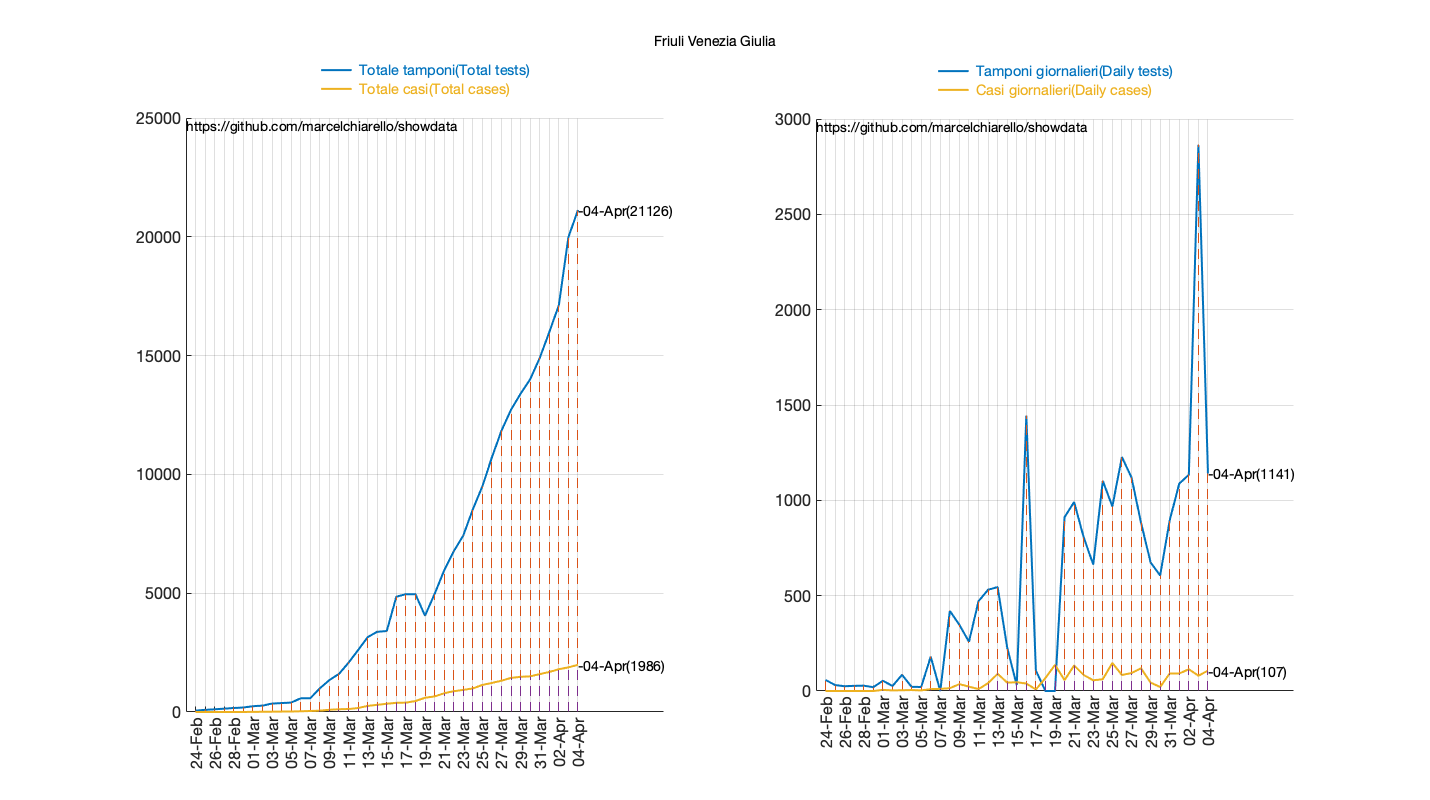 Friuli Venezia Giulia
Totale tamponi(Total tests)
Totale casi(Total cases)
25000
https://github.com/marcelchiarello/showdata
20000
15000
10000
5000
0
-04-Apr(21126)
-04-Apr(1986)
24-Feb
26-Feb
28-Feb
01-Mar
03-Mar
05-Mar
07-Mar
09-Mar
11-Mar
13-Mar
15-Mar
17-Mar
19-Mar
21-Mar
23-Mar
25-Mar
27-Mar
29-Mar
31-Mar
02-Apr
04-Apr
Tamponi giornalieri(Daily tests)
Casi giornalieri(Daily cases)
3000
https://github.com/marcelchiarello/showdata
2500
2000
1500
1000
500
0
-04-Apr(1141)
-04-Apr(107)
24-Feb
26-Feb
28-Feb
01-Mar
03-Mar
05-Mar
07-Mar
09-Mar
11-Mar
13-Mar
15-Mar
17-Mar
19-Mar
21-Mar
23-Mar
25-Mar
27-Mar
29-Mar
31-Mar
02-Apr
04-Apr